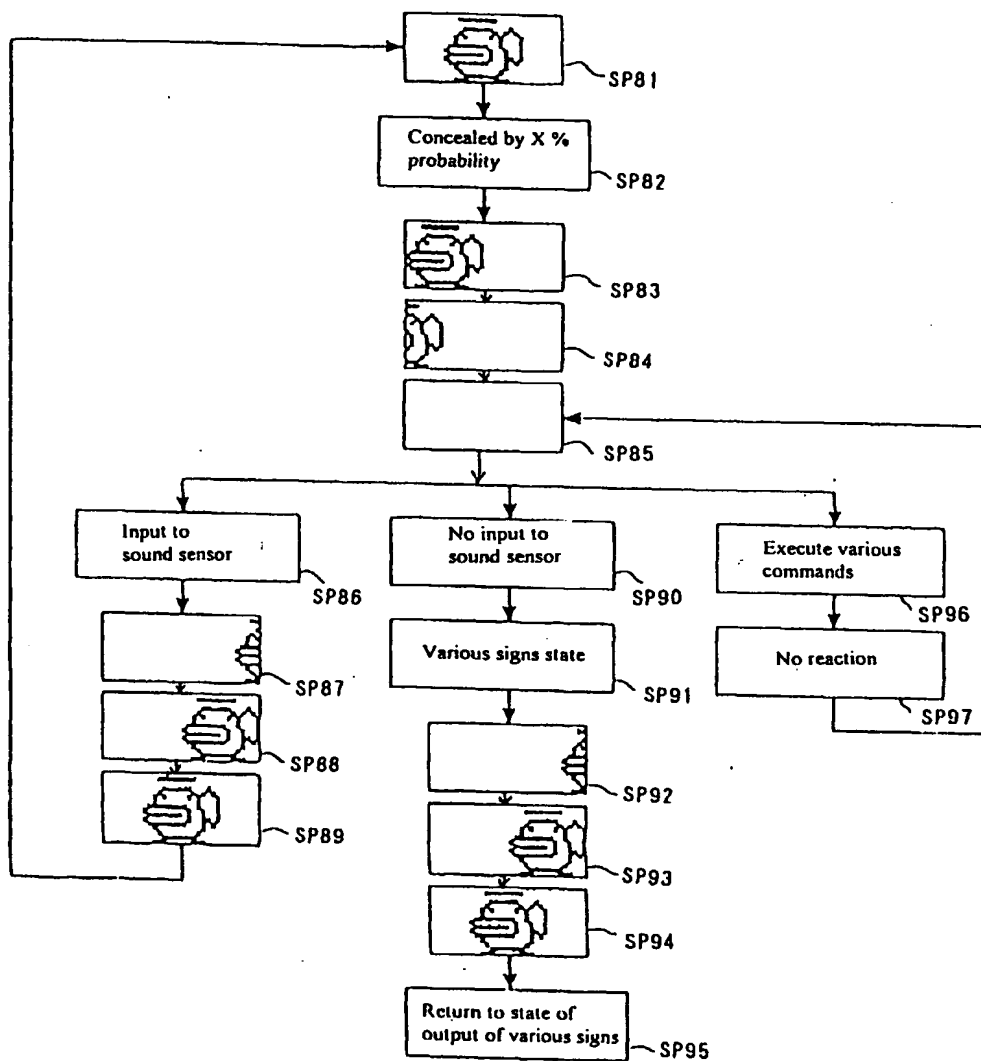 SP81
Concealed by X %
probability
SP82
SP83
SP84
SP85
Input to
sound sensor
SP86
SP87
SP88
SP89
No input to
sound sensor
SP90
Various signs state
SP91
SP92
SP93
SP94
Return to state of
output of various signs
SP95
Execute various
commands
SP96
No reaction
SP97